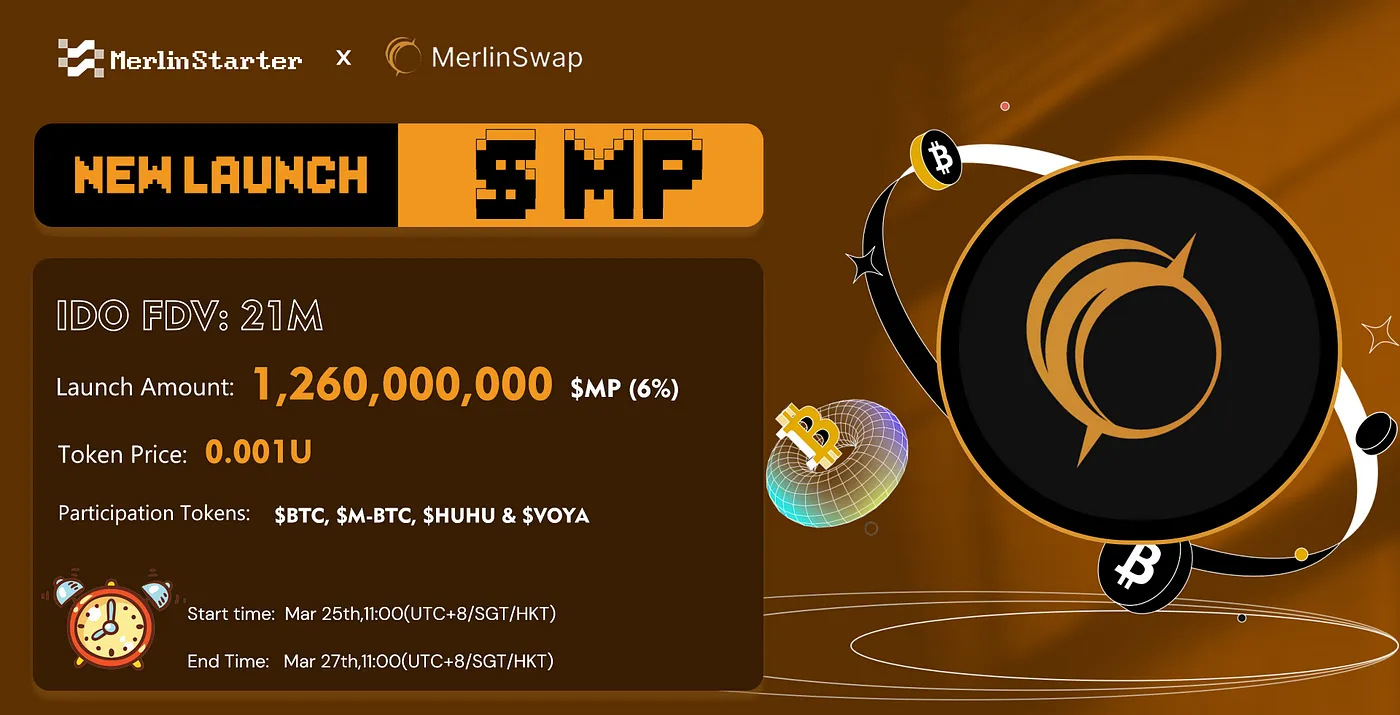 MerlinStarter X MerlinSwap
NEW LAUNCH $MP
IDO FDV: 21M
Launch Amount: 1,260,000,000 $MP (6%)
Token Price: 0.001U
Participation Tokens: $BTC, $M-BTC, $HUHU & $VOYA
Start time: Mar 25th,11:00(UTC+8/SGT/HKT)
End Time: Mar 27th,11:00(UTC+8/SGT/HKT)